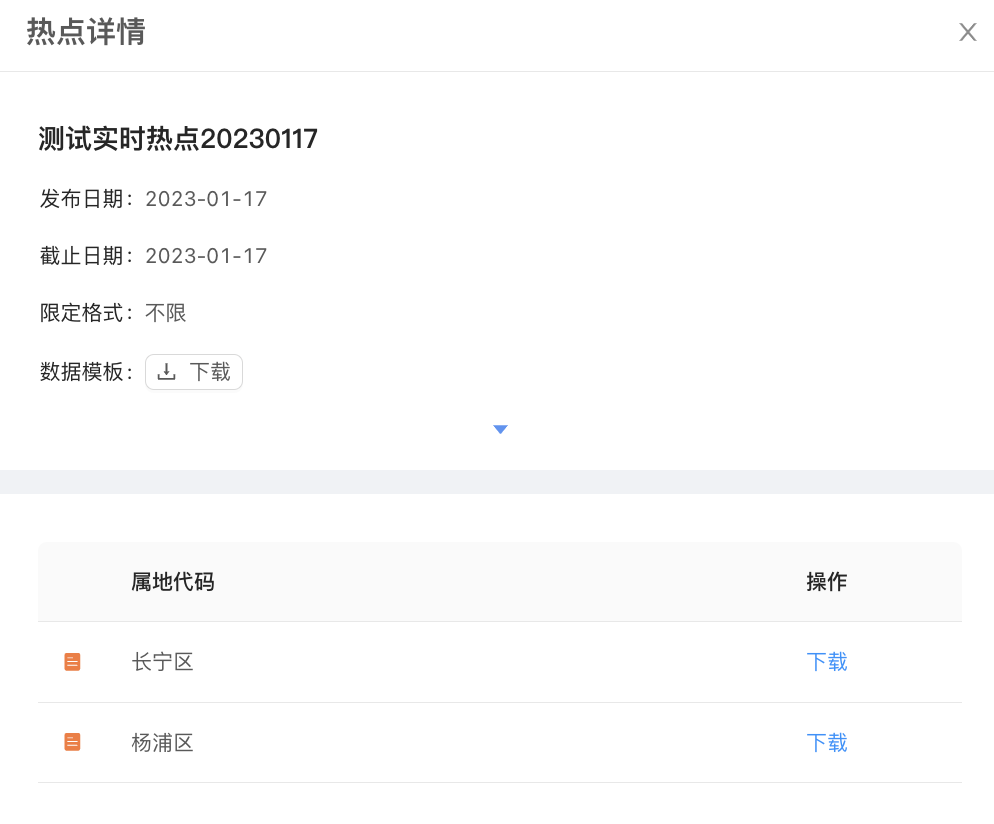 热点详情
X
测试实时热点20230117
发布日期: 2023-01-17
截止日期: 2023-01-17
限定格式: 不限
数据模板: 下载
属地代码 操作
长宁区 下载
杨浦区 下载